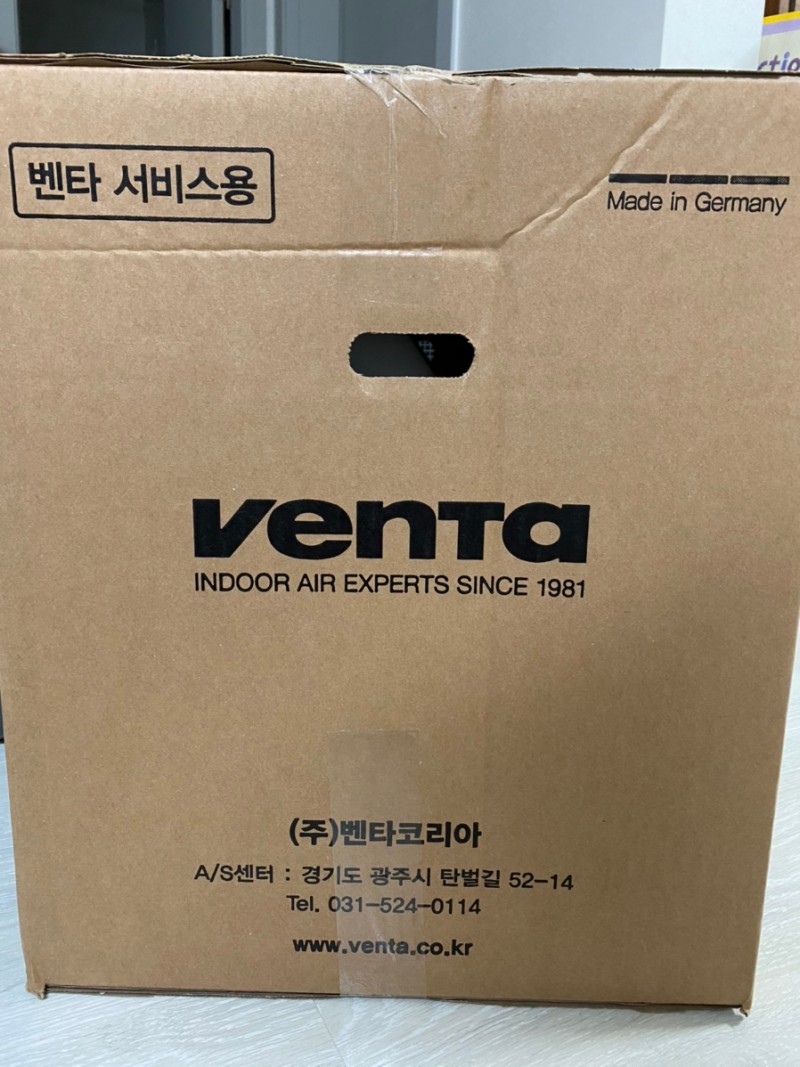 벤타 서비스용
Made in Germany
venta
INDOOR AIR EXPERTS SINCE 1981
(주)벤타코리아
A/S센터 : 경기도 광주시 탄벌길 52-14
Tel. 031-524-0114
www.venta.co.kr